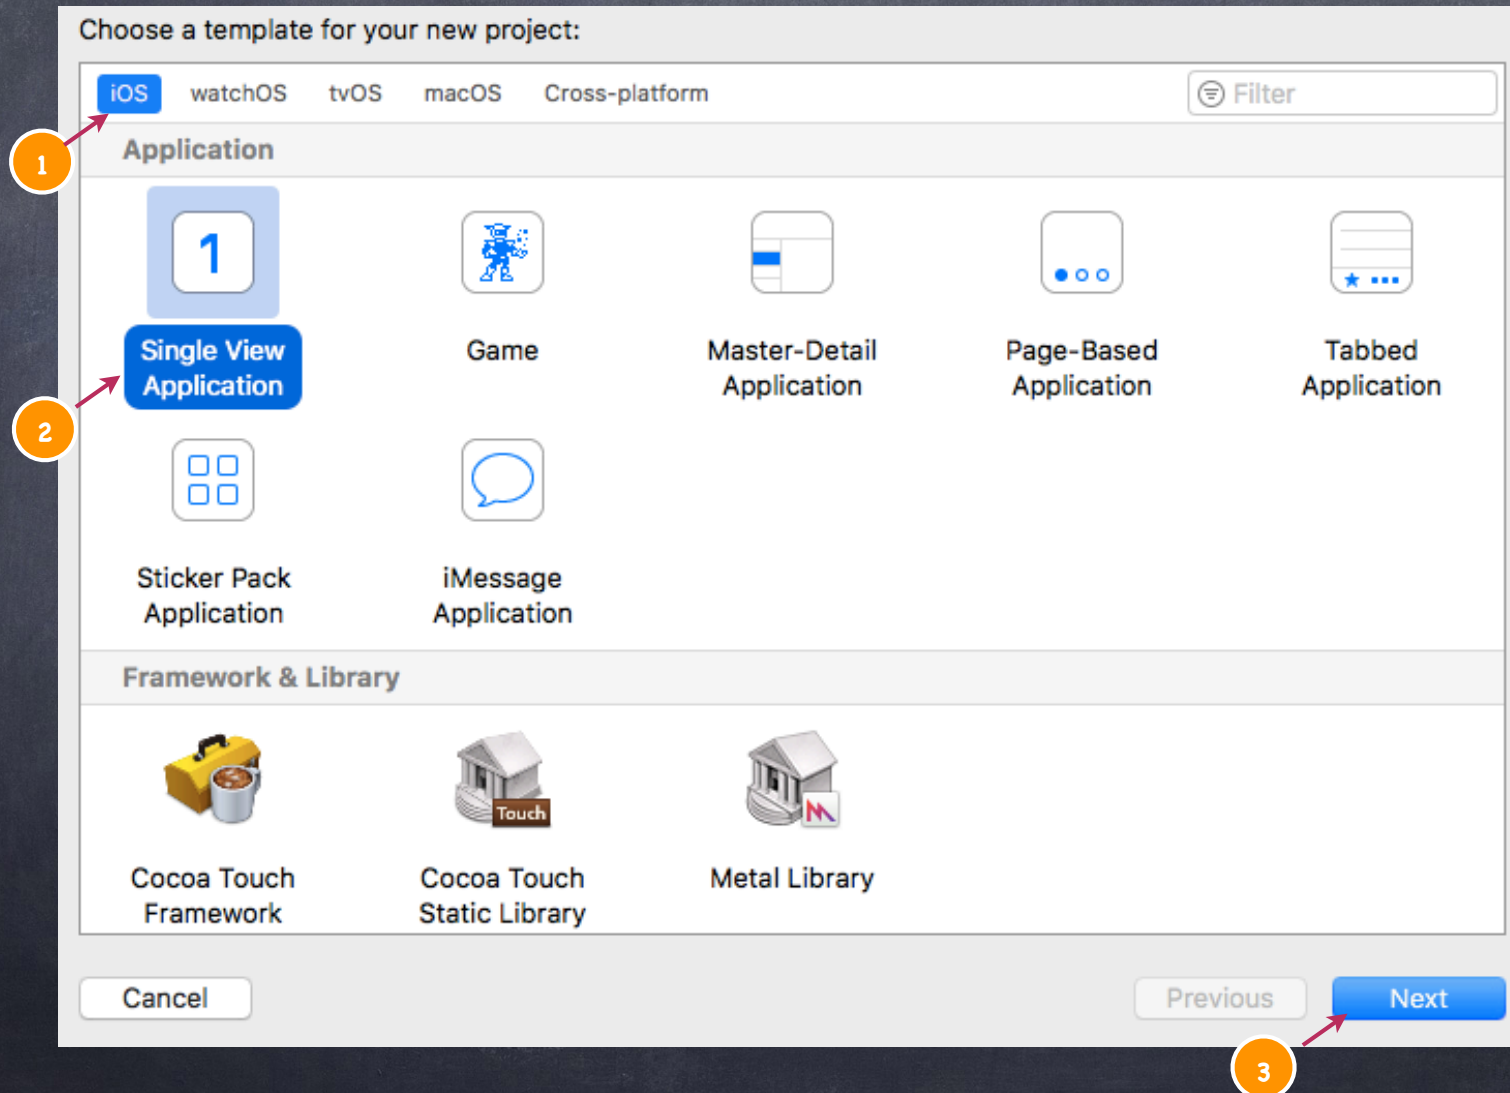 Choose a template for your new project:
iOS watchOS tvOS macOS Cross-platform Filter
1
Application
1
Single View Application
Game
Master-Detail Application
Page-Based Application
Tabbed Application
2
Sticker Pack Application
iMessage Application
Framework & Library
Touch
Cocoa Touch Framework
Cocoa Touch Static Library
Metal Library
Cancel Previous Next
3